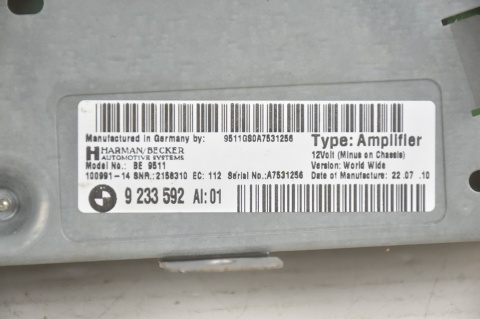 Manufactured in Germany by: 9511GS0A7531256
HARMAN/BECKER
AUTOMOTIVE SYSTEMS
Model No.: BE 9511
100991-14 SNR.:2158310 EC: 112 Serial No.:A7531256
Type: Amplifier
12Volt (Minus on Chassis)
Version: World Wide
Date of Manufacture: 22.07 .10
9 233 592 AI:01